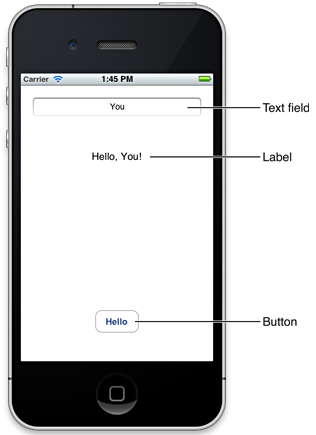 Carrier 1:45 PM
You
Text field
Hello, You!
Label
Hello
Button